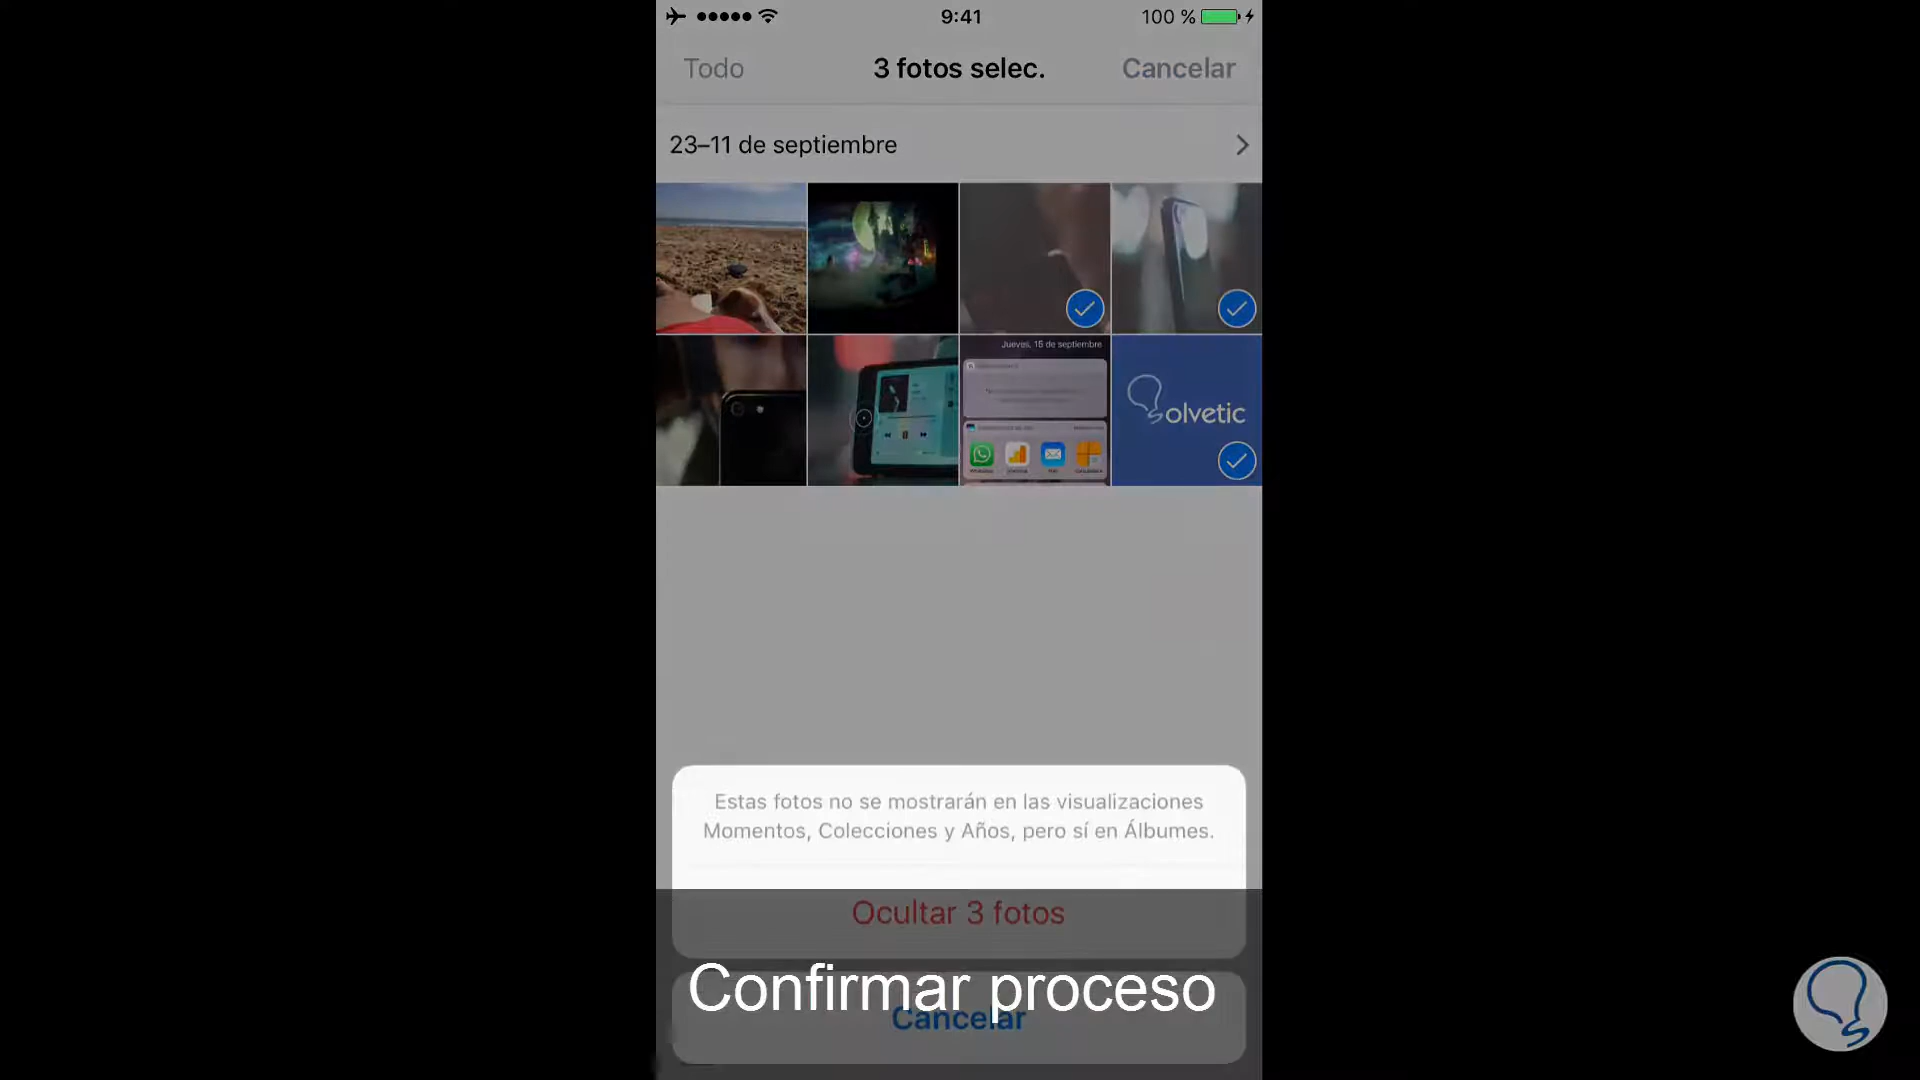 9:41
100 %
Todo
3 fotos selec.
Cancelar
23–11 de septiembre
Jueves, 15 de septiembre
Solvetic
Estas fotos no se mostrarán en las visualizaciones
Momentos, Colecciones y Años, pero sí en Álbumes.
Ocultar 3 fotos
Confirmar proceso
Cancelar